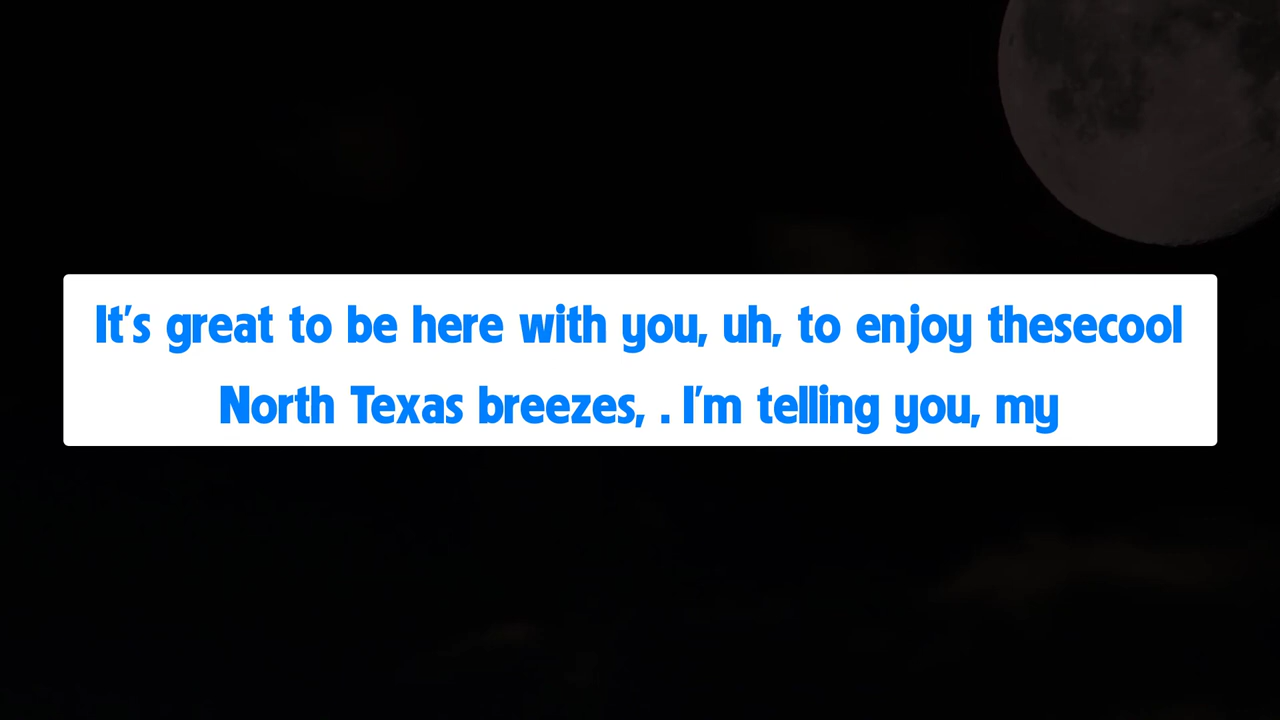 It's great to be here with you, uh, to enjoy thesecool
North Texas breezes, . I'm telling you, my